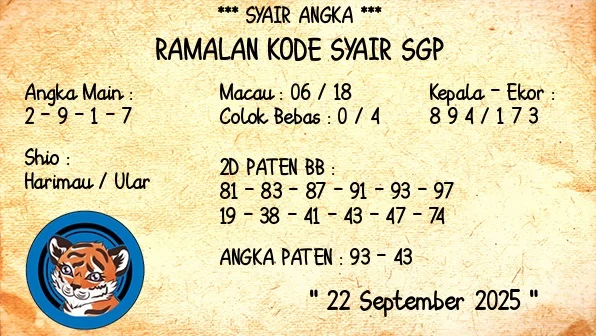 *** SYAIR ANGKA ***
RAMALAN KODE SYAIR SGP
Angka Main :
2 - 9 - 1 - 7
Macau : 06 / 18
Colok Bebas : 0 / 4
Kepala - Ekor :
8 9 4 / 1 7 3
Shio :
Harimau / Ular
2D PATEN BB :
81 - 83 - 87 - 91 - 93 - 97
19 - 38 - 41 - 43 - 47 - 74
ANGKA PATEN : 93 - 43
" 22 September 2025 "